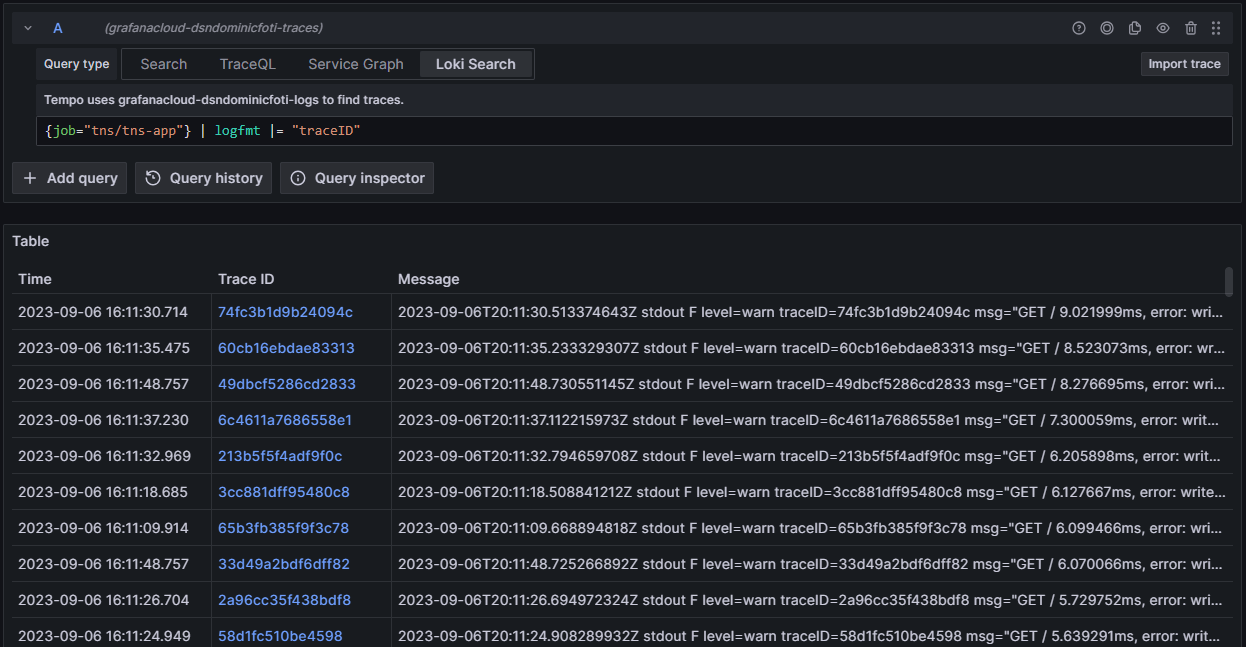 A (grafanacloud-dsndominicfoti-traces)
Query type Search TraceQL Service Graph Loki Search Import trace
Tempo uses grafanacloud-dsndominicfoti-logs to find traces.
{job="tns/tns-app"} | logfmt |= "traceID"
+ Add query Query history Query inspector
Table
Time Trace ID Message
2023-09-06 16:11:30.714 74fc3b1d9b24094c 2023-09-06T20:11:30.513374643Z stdout F level=warn traceID=74fc3b1d9b24094c msg="GET / 9.021999ms, error: wri...
2023-09-06 16:11:35.475 60cb16ebdae83313 2023-09-06T20:11:35.233329307Z stdout F level=warn traceID=60cb16ebdae83313 msg="GET / 8.523073ms, error: wr...
2023-09-06 16:11:48.757 49dbcf5286cd2833 2023-09-06T20:11:48.730551145Z stdout F level=warn traceID=49dbcf5286cd2833 msg="GET / 8.276695ms, error: wri...
2023-09-06 16:11:37.230 6c4611a7686558e1 2023-09-06T20:11:37.112215973Z stdout F level=warn traceID=6c4611a7686558e1 msg="GET / 7.300059ms, error: writ...
2023-09-06 16:11:32.969 213b5f5f4adf9f0c 2023-09-06T20:11:32.794659708Z stdout F level=warn traceID=213b5f5f4adf9f0c msg="GET / 6.205898ms, error: writ...
2023-09-06 16:11:18.685 3cc881dff95480c8 2023-09-06T20:11:18.508841212Z stdout F level=warn traceID=3cc881dff95480c8 msg="GET / 6.127667ms, error: write...
2023-09-06 16:11:09.914 65b3fb385f9f3c78 2023-09-06T20:11:09.668894818Z stdout F level=warn traceID=65b3fb385f9f3c78 msg="GET / 6.099466ms, error: wri...
2023-09-06 16:11:48.757 33d49a2bdf6dff82 2023-09-06T20:11:48.725266892Z stdout F level=warn traceID=33d49a2bdf6dff82 msg="GET / 6.070066ms, error: wri...
2023-09-06 16:11:26.704 2a96cc35f438bdf8 2023-09-06T20:11:26.694972324Z stdout F level=warn traceID=2a96cc35f438bdf8 msg="GET / 5.729752ms, error: writ...
2023-09-06 16:11:24.949 58d1fc510be4598 2023-09-06T20:11:24.908289932Z stdout F level=warn traceID=58d1fc510be4598 msg="GET / 5.639291ms, error: writ...